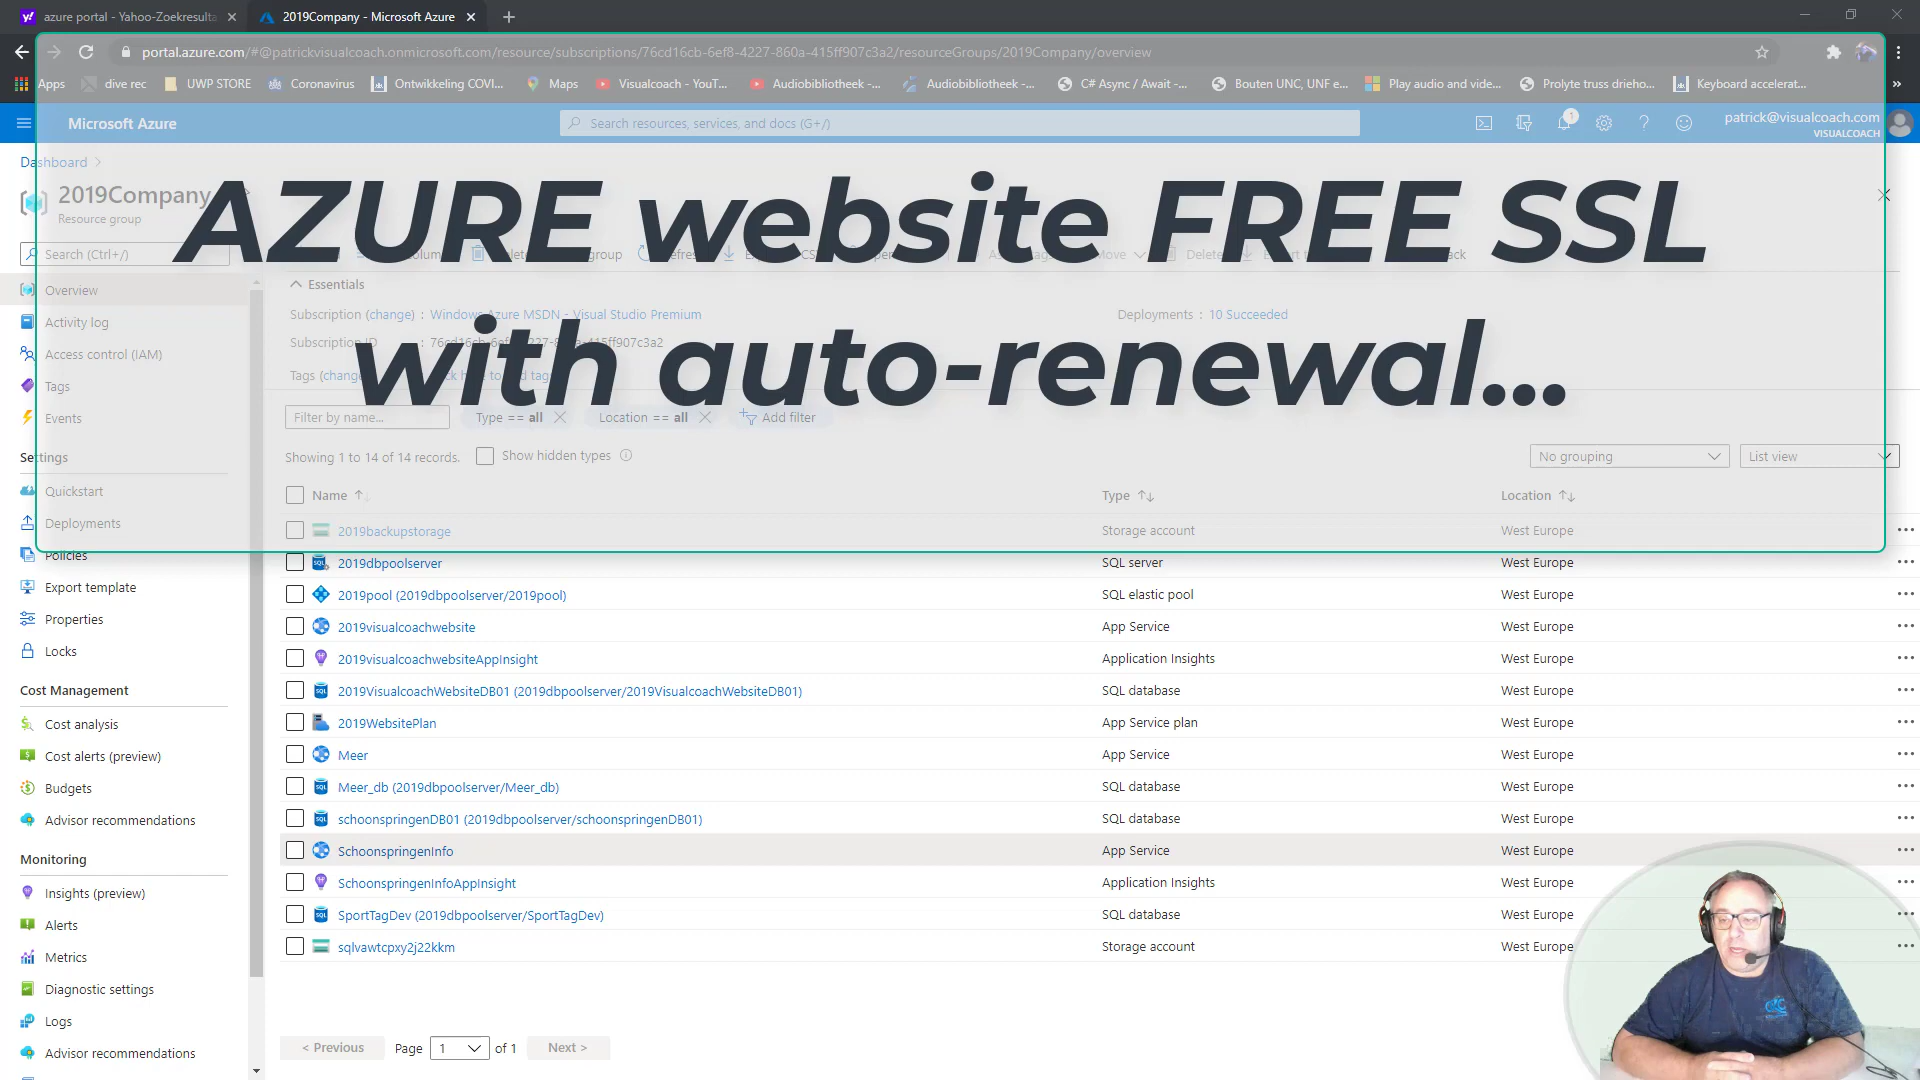 azure portal - Yahoo-Zoekresulta
2019Company - Microsoft Azure
portal.azure.com/#@patrickvisualcoach.onmicrosoft.com/resource/subscriptions/76cd16cb-6ef8-4227-860a-415ff907c3a2/resourceGroups/2019Company/overview
Apps
dive rec
UWP STORE
Coronavirus
Ontwikkeling COVI...
Maps
Visualcoach - YouT...
Audiobibliotheek -...
Audiobibliotheek -...
C# Async / Await -...
Bouten UNC, UNF e...
Play audio and vide...
Prolyte truss drieho...
Keyboard accelerat...
Microsoft Azure
Search resources, services, and docs (G+/)
1
patrick@visualcoach.com
VISUALCOACH
Dashboard >
2019Company
Resource group
AZURE website FREE SSL
with auto-renewal...
Search (Ctrl+/)
Overview
Activity log
Access control (IAM)
Tags
Events
Settings
Quickstart
Deployments
Policies
Export template
Properties
Locks
Cost Management
Cost analysis
Cost alerts (preview)
Budgets
Advisor recommendations
Monitoring
Insights (preview)
Alerts
Metrics
Diagnostic settings
Logs
Advisor recommendations
group
Move
Delete
Essentials
Subscription (change) : Windows Azure MSDN - Visual Studio Premium
Deployments : 10 Succeeded
Subscription ID
Tags (change
Filter by name...
Type == all
Location == all
Add filter
Showing 1 to 14 of 14 records.
Show hidden types
No grouping
List view
Name
Type
Location
2019backupstorage Storage account West Europe
2019dbpoolserver SQL server West Europe
2019pool (2019dbpoolserver/2019pool) SQL elastic pool West Europe
2019visualcoachwebsite App Service West Europe
2019visualcoachwebsiteAppInsight Application Insights West Europe
2019VisualcoachWebsiteDB01 (2019dbpoolserver/2019VisualcoachWebsiteDB01) SQL database West Europe
2019WebsitePlan App Service plan West Europe
Meer App Service West Europe
Meer_db (2019dbpoolserver/Meer_db) SQL database West Europe
schoonspringenDB01 (2019dbpoolserver/schoonspringenDB01) SQL database West Europe
SchoonspringenInfo App Service West Europe
SchoonspringenInfoAppInsight Application Insights West Europe
SportTagDev (2019dbpoolserver/SportTagDev) SQL database West Europe
sqlvawtcpxy2j22kkm Storage account West Europe
< Previous
Page 1 of 1
Next >